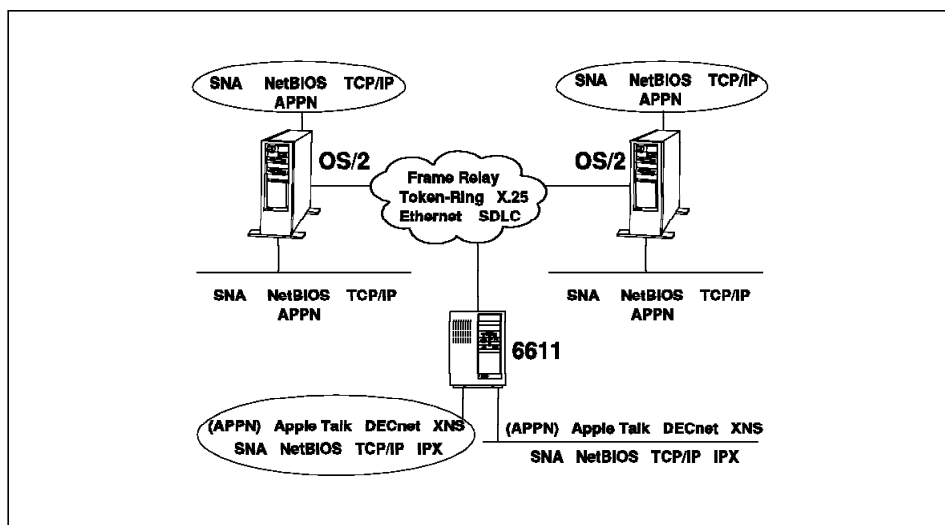 SNA NetBIOS TCP/IP
APPN
SNA NetBIOS TCP/IP
APPN
OS/2
OS/2
Frame Relay
Token-Ring X.25
Ethernet SDLC
SNA NetBIOS TCP/IP
APPN
SNA NetBIOS TCP/IP
APPN
6611
(APPN) Apple Talk DECnet XNS
SNA NetBIOS TCP/IP IPX
(APPN) Apple Talk DECnet XNS
SNA NetBIOS TCP/IP IPX